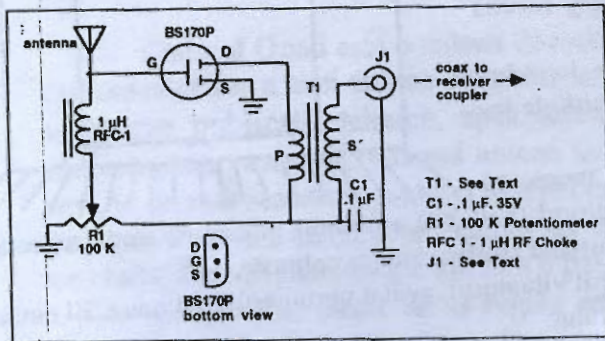 BS170P
antenna
D
G
S
J1
T1
coax to
receiver
coupler
1 µH
RFC-1
P
S'
C1
.1 µF
R1
100 K
D
G
S
BS170P
bottom view
T1 - See Text
C1 - .1 µF, 35V
R1 - 100 K Potentiometer
RFC 1 - 1 µH RF Choke
J1 - See Text